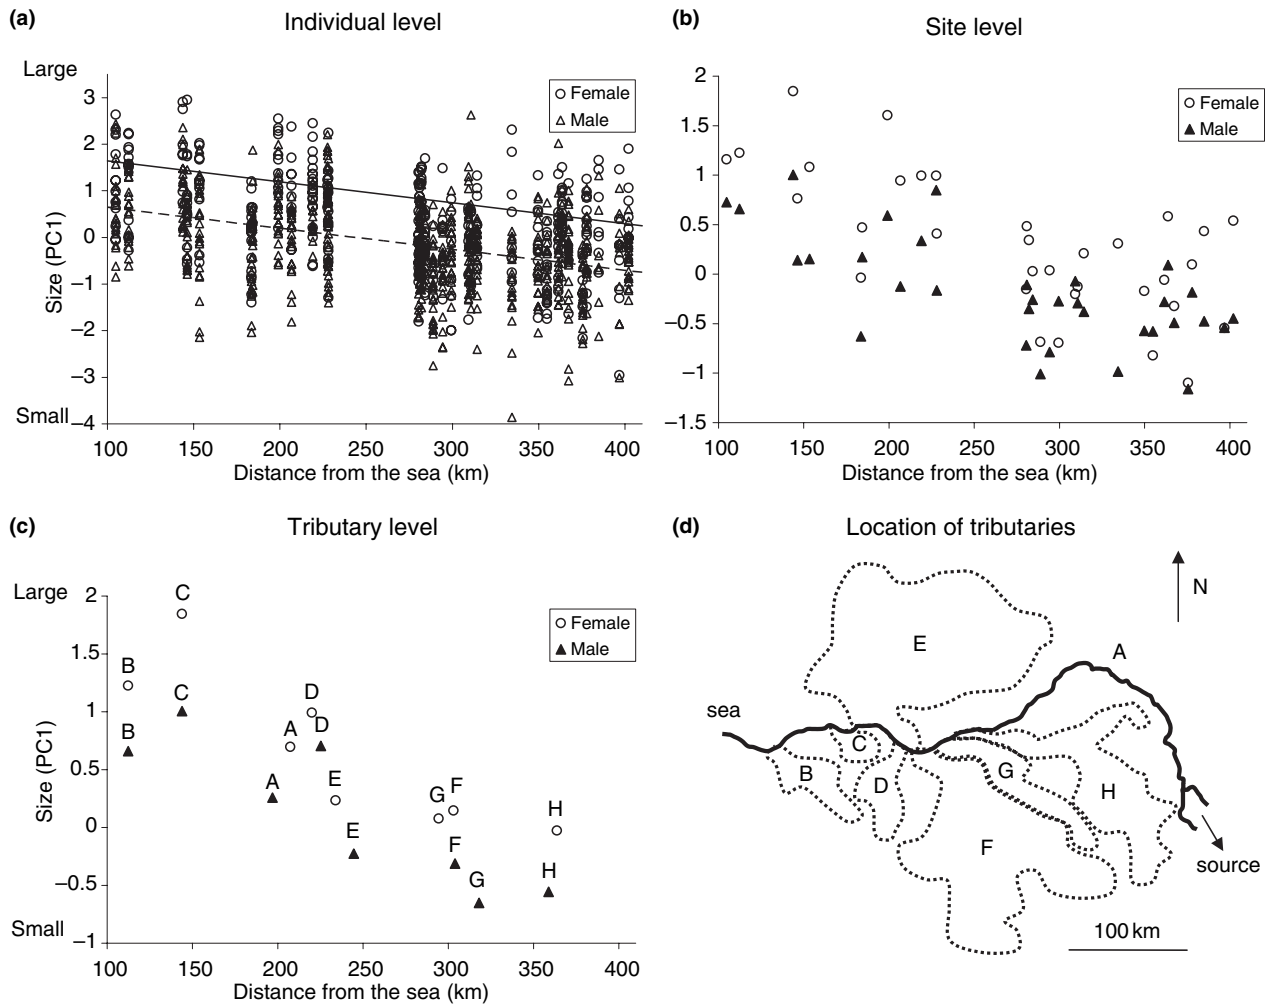 (a)
Individual level
Large
3
2
1
0
–1
–2
–3
–4
Small
Size (PC1)
Female
Male
100
150
200
250
300
350
400
Distance from the sea (km)
(b)
Site level
2
1.5
1
0.5
0
–0.5
–1
–1.5
Female
Male
100
150
200
250
300
350
400
Distance from the sea (km)
(c)
Tributary level
Large
2
1.5
1
0.5
0
–0.5
–1
Small
Size (PC1)
Female
Male
C
B
C
B
D
A
D
A
E
E
G F
F
G
H
H
100
150
200
250
300
350
400
Distance from the sea (km)
(d)
Location of tributaries
N
E
A
sea
C
B
D
G
H
F
source
100 km